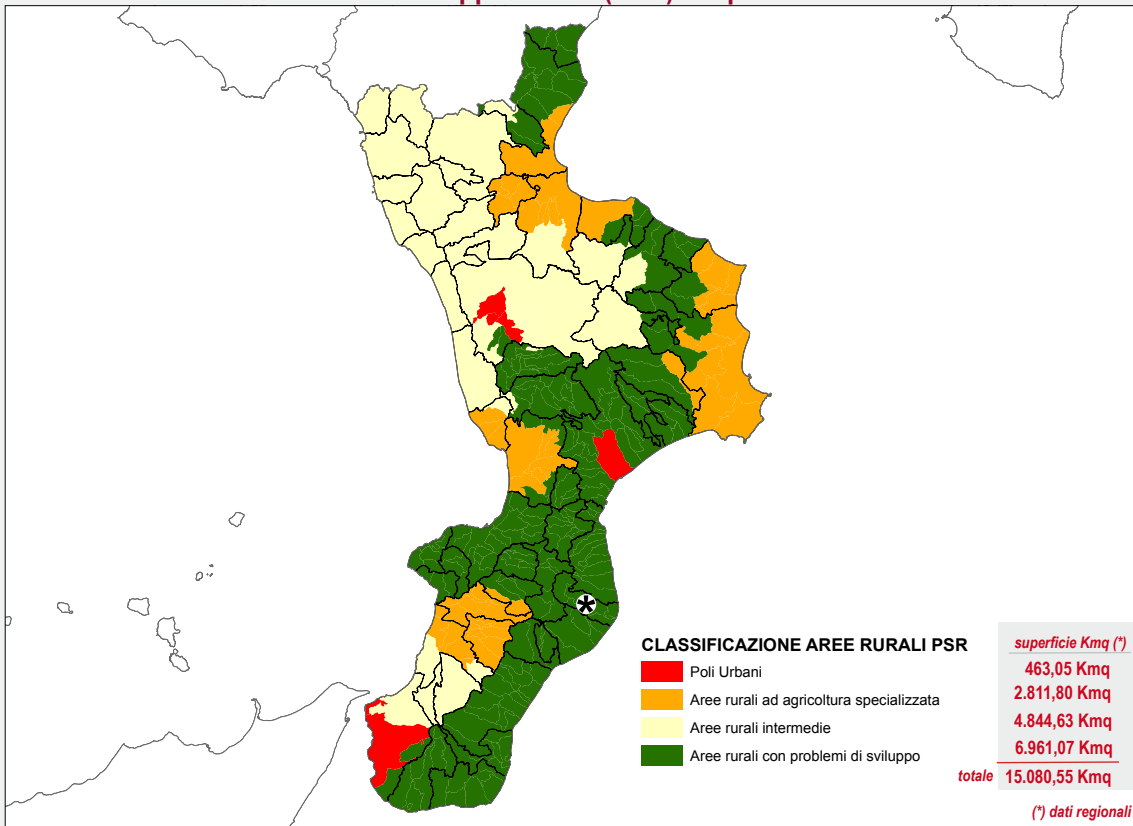 CLASSIFICAZIONE AREE RURALI PSR
superficie Kmq (*)
Poli Urbani
463,05 Kmq
Aree rurali ad agricoltura specializzata
2.811,80 Kmq
Aree rurali intermedie
4.844,63 Kmq
Aree rurali con problemi di sviluppo
6.961,07 Kmq
totale 15.080,55 Kmq
(*) dati regionali